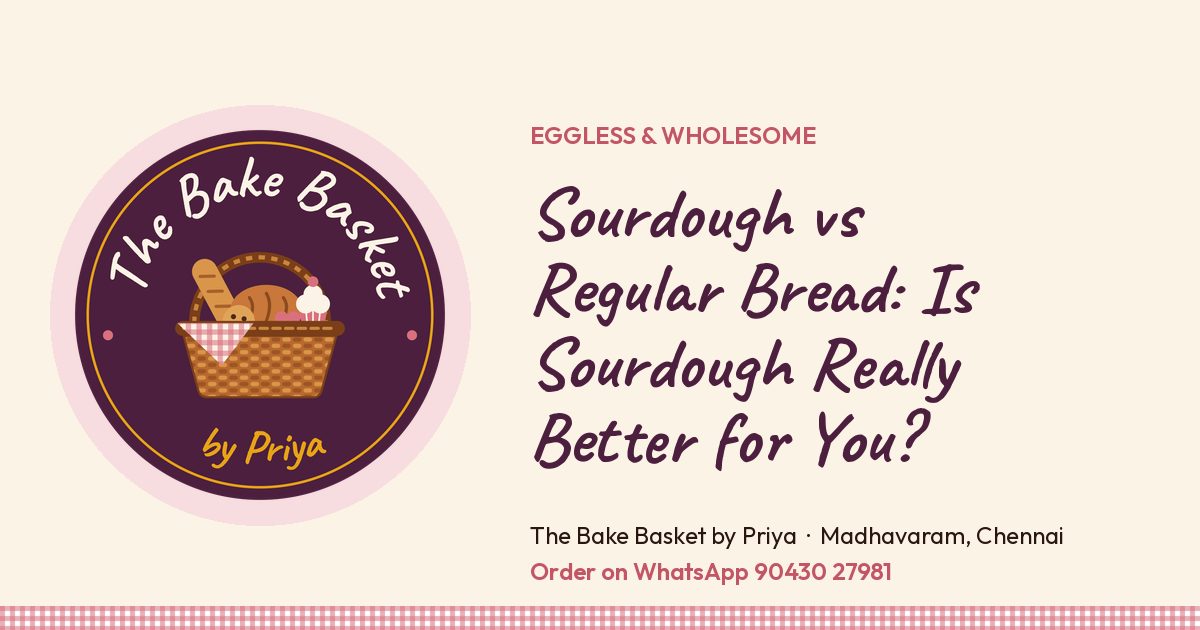 The Bake Basket
by Priya
EGGLESS & WHOLESOME
Sourdough vs
Regular Bread: Is
Sourdough Really
Better for You?
The Bake Basket by Priya · Madhavaram, Chennai
Order on WhatsApp 90430 27981